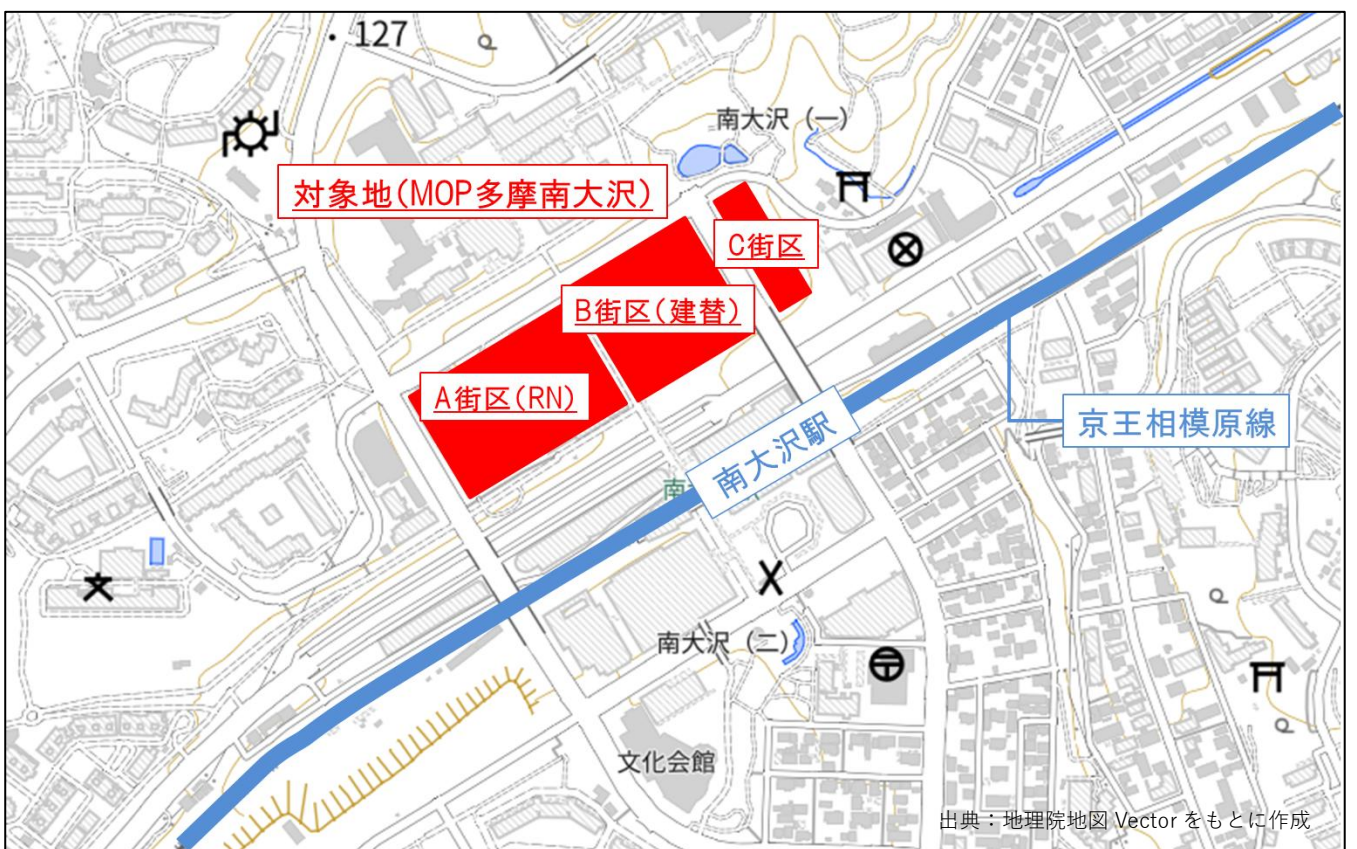 ・127
南大沢（一）
対象地(MOP多摩南大沢)
C街区
B街区(建替)
A街区(RN)
京王相模原線
南大沢駅
南大沢（二）
文化会館
出典：地理院地図 Vector をもとに作成